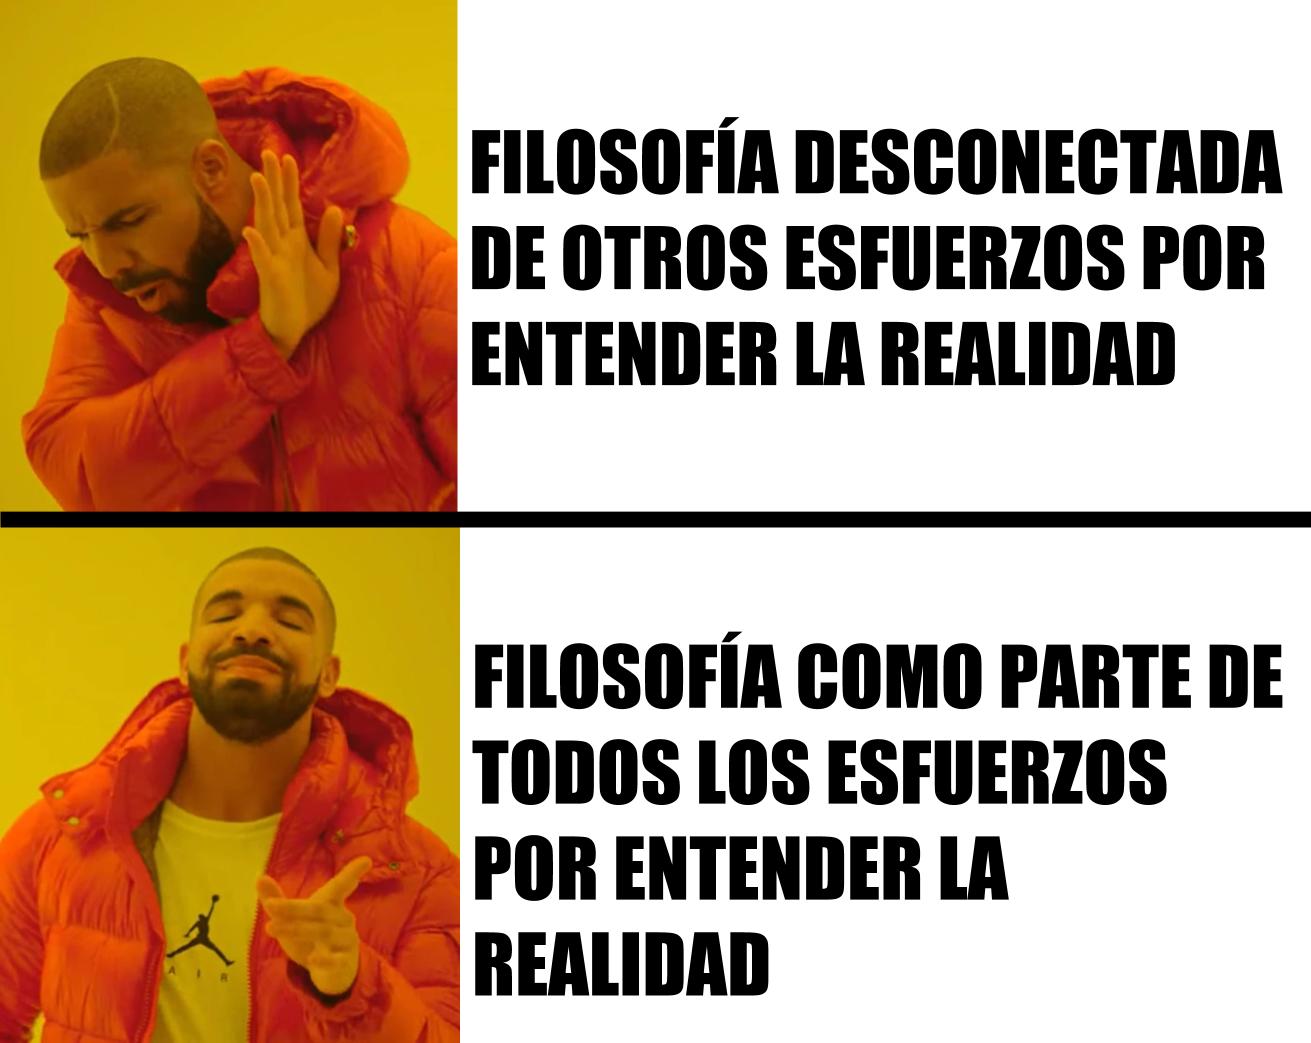 FILOSOFÍA DESCONECTADA
DE OTROS ESFUERZOS POR
ENTENDER LA REALIDAD
FILOSOFÍA COMO PARTE DE
TODOS LOS ESFUERZOS
POR ENTENDER LA
REALIDAD
AIR